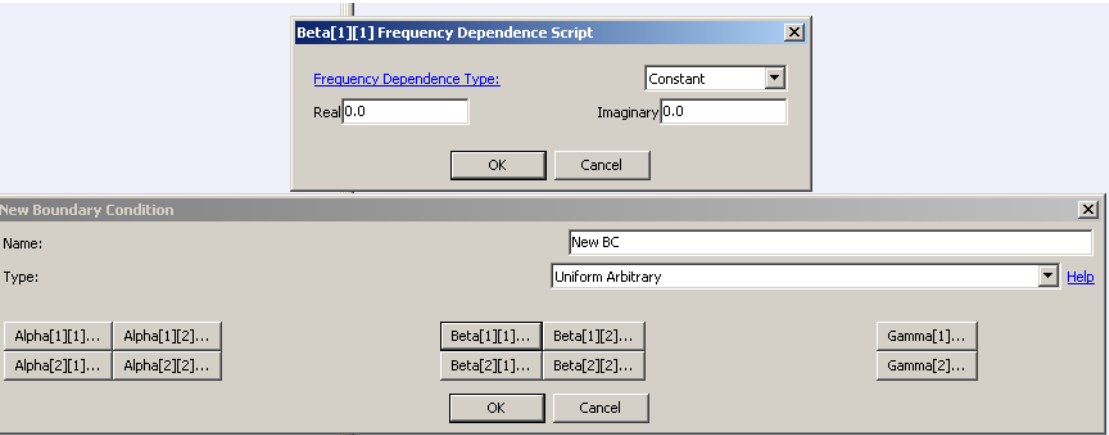 Beta[1][1] Frequency Dependence Script
Frequency Dependence Type: Constant
Real 0.0 Imaginary 0.0
OK Cancel
New Boundary Condition
Name: New BC
Type: Uniform Arbitrary Help
Alpha[1][1]... Alpha[1][2]... Beta[1][1]... Beta[1][2]... Gamma[1]...
Alpha[2][1]... Alpha[2][2]... Beta[2][1]... Beta[2][2]... Gamma[2]...
OK Cancel